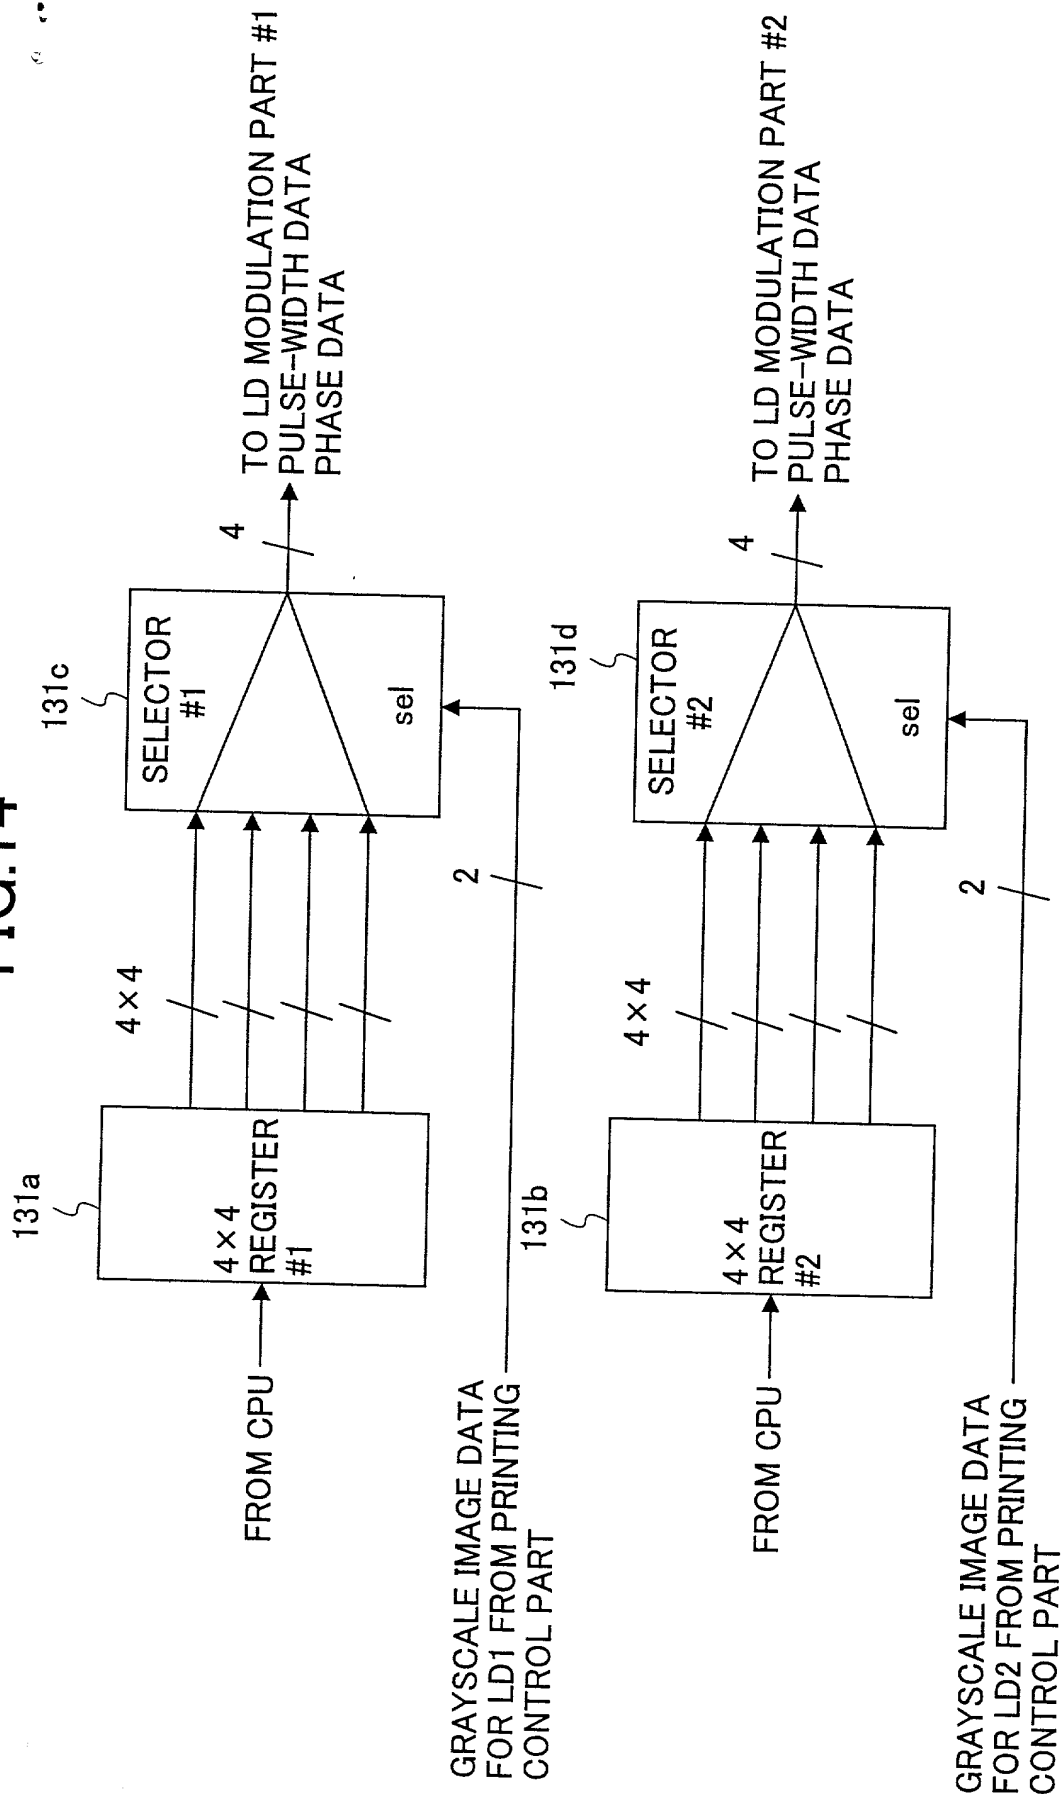 FIG.14
131a
4×4
REGISTER
#1
FROM CPU
4×4
131c
SELECTOR
#1
sel
4
TO LD MODULATION PART #1
PULSE-WIDTH DATA
PHASE DATA
2
GRAYSCALE IMAGE DATA
FOR LD1 FROM PRINTING
CONTROL PART
131b
4×4
REGISTER
#2
FROM CPU
4×4
131d
SELECTOR
#2
sel
4
TO LD MODULATION PART #2
PULSE-WIDTH DATA
PHASE DATA
2
GRAYSCALE IMAGE DATA
FOR LD2 FROM PRINTING
CONTROL PART